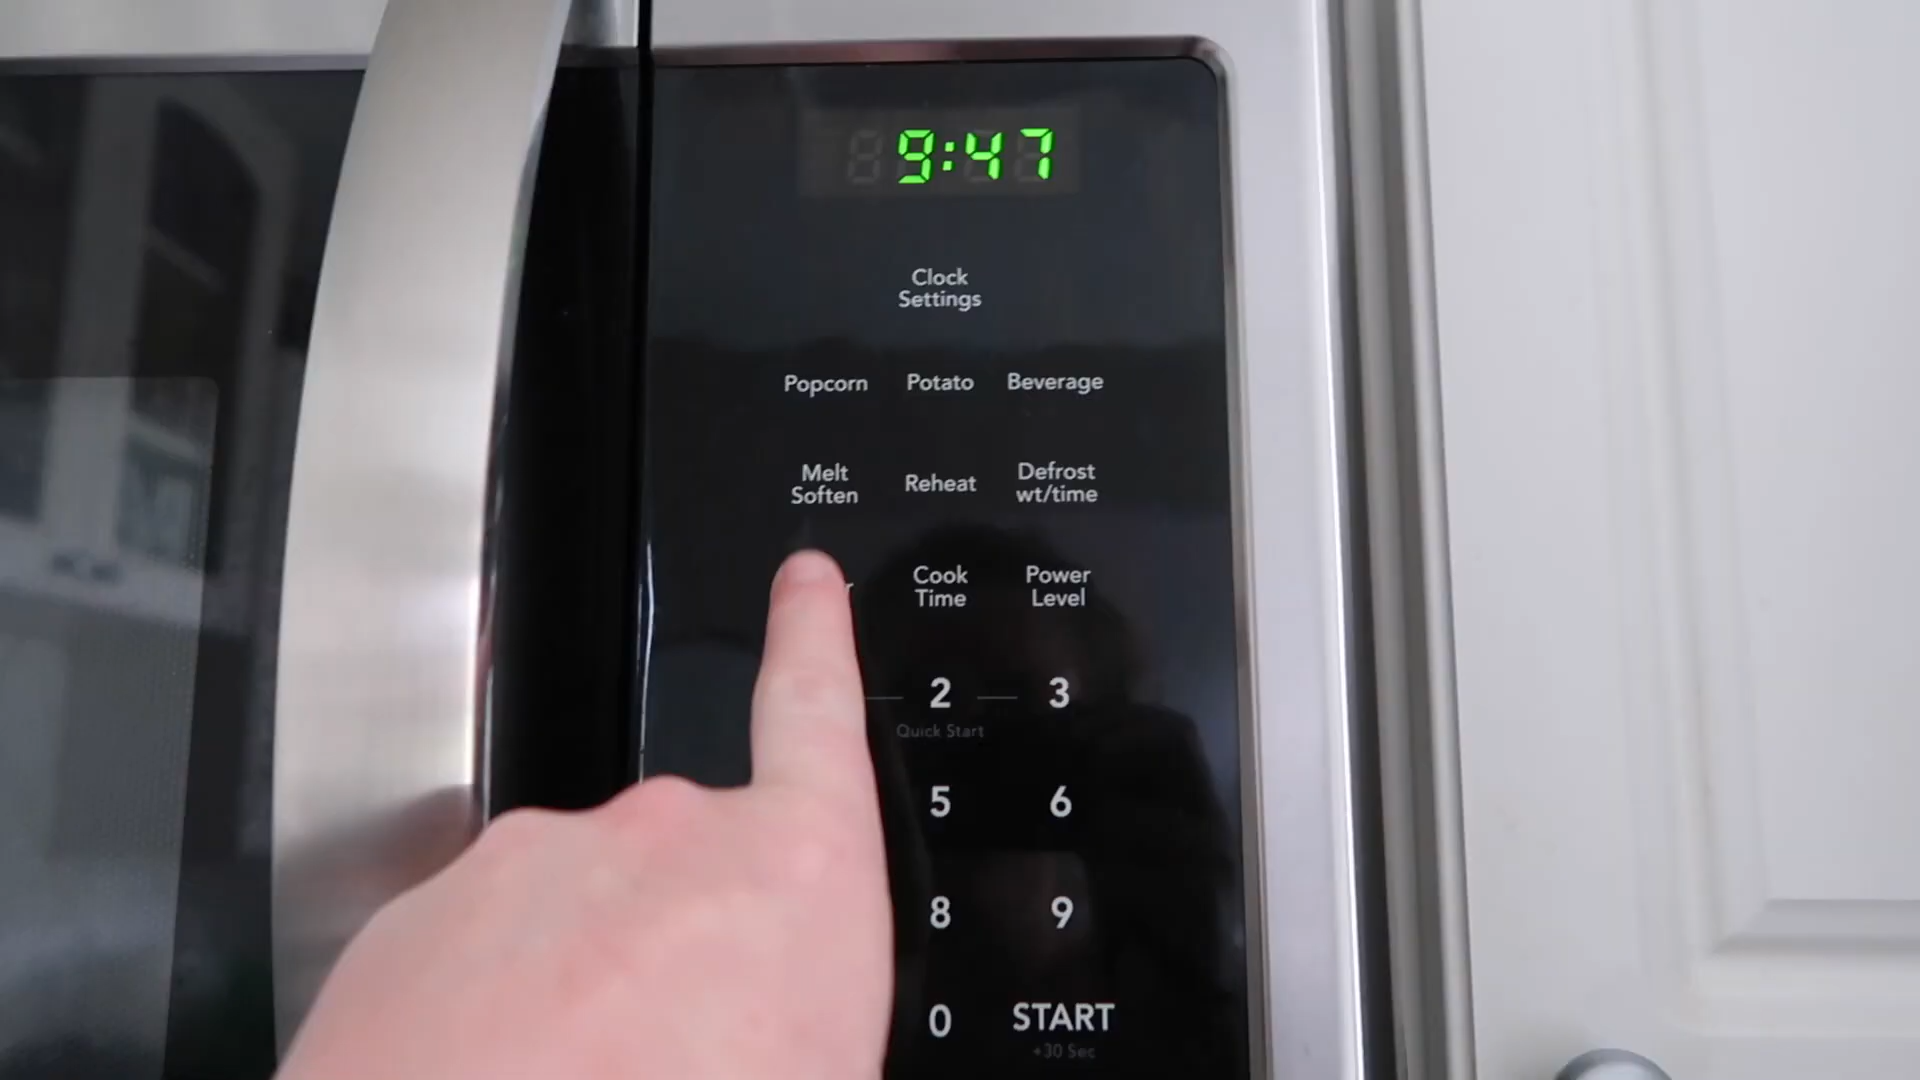 9:47
Clock
Settings
Popcorn Potato Beverage
Melt
Soften
Reheat
Defrost
wt/time
Cook
Time
Power
Level
2 3
Quick Start
5 6
8 9
0 START
+30 Sec